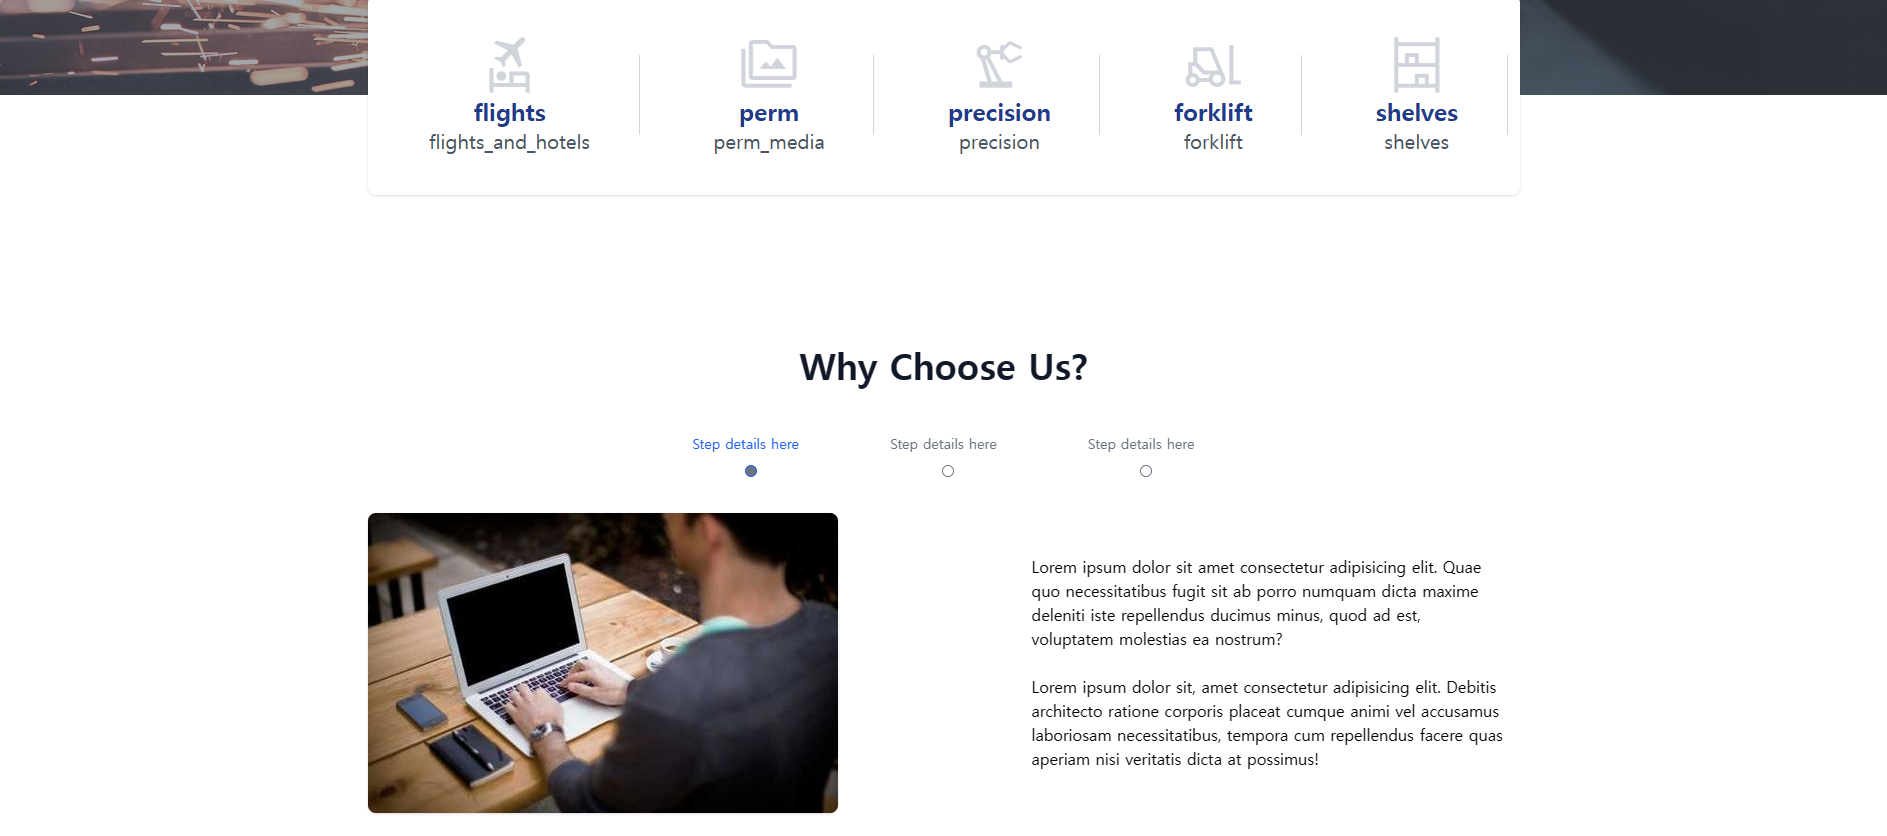 flights
flights_and_hotels
perm
perm_media
precision
precision
forklift
forklift
shelves
shelves
Why Choose Us?
Step details here
Step details here
Step details here
Lorem ipsum dolor sit amet consectetur adipisicing elit. Quae
quo necessitatibus fugit sit ab porro numquam dicta maxime
deleniti iste repellendus ducimus minus, quod ad est,
voluptatem molestias ea nostrum?
Lorem ipsum dolor sit, amet consectetur adipisicing elit. Debitis
architecto ratione corporis placeat cumque animi vel accusamus
laboriosam necessitatibus, tempora cum repellendus facere quas
aperiam nisi veritatis dicta at possimus!